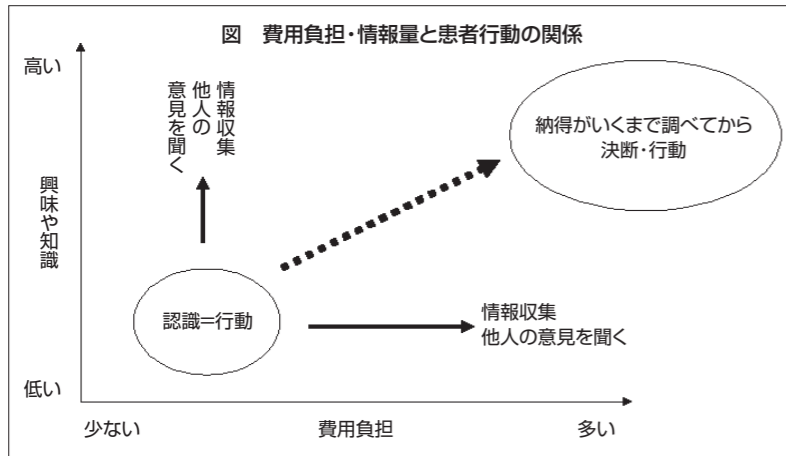 図　費用負担・情報量と患者行動の関係
高い
情報収集
他人の
意見を聞く
納得がいくまで調べてから
決断・行動
興味や知識
認識＝行動
情報収集
他人の意見を聞く
低い
少ない
費用負担
多い